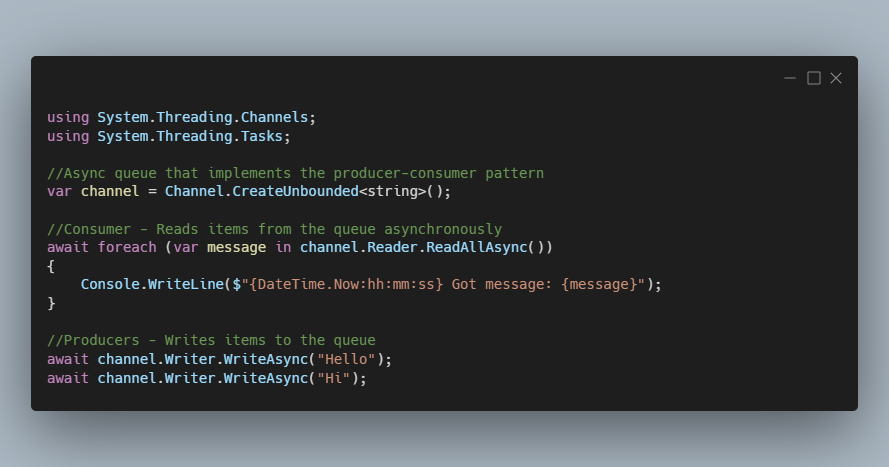 using System.Threading.Channels;
using System.Threading.Tasks;
//Async queue that implements the producer-consumer pattern
var channel = Channel.CreateUnbounded<string>();
//Consumer - Reads items from the queue asynchronously
await foreach (var message in channel.Reader.ReadAllAsync())
{
    Console.WriteLine($"{DateTime.Now:hh:mm:ss} Got message: {message}");
}
//Producers - Writes items to the queue
await channel.Writer.WriteAsync("Hello");
await channel.Writer.WriteAsync("Hi");